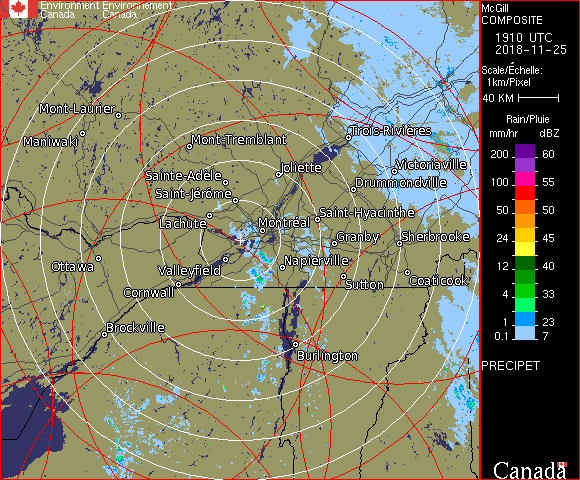 Environment Environnement
Canada Canada
McGill
COMPOSITE
1910 UTC
2018-11-25
Scale/Échelle:
1km/Pixel
40 KM
Rain/Pluie
mm/hr dBZ
200 60
100 55
50 50
24 45
12 40
4 33
1 23
0.1 7
PRECIPET
Canada
Mont-Laurier
Maniwaki
Mont-Tremblant
Trois-Rivières
Joliette
Victoriaville
Sainte-Adèle
Drummondville
Saint-Jérôme
Lachute
Saint-Hyacinthe
Montréal
Granby
Sherbrooke
Ottawa
Valleyfield
Napierville
Cornwall
Sutton
Coaticook
Brockville
Burlington